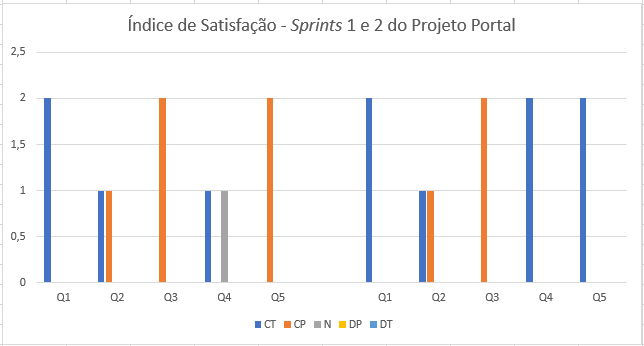 Índice de Satisfação - Sprints 1 e 2 do Projeto Portal
2,5
2
1,5
1
0,5
0
Q1 Q2 Q3 Q4 Q5 Q1 Q2 Q3 Q4 Q5
CT CP N DP DT